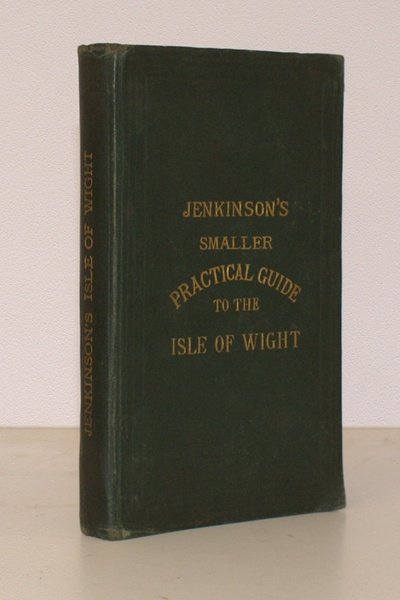 JENKINSON'S ISLE OF WIGHT
JENKINSON'S
SMALLER
PRACTICAL GUIDE
TO THE
ISLE OF WIGHT